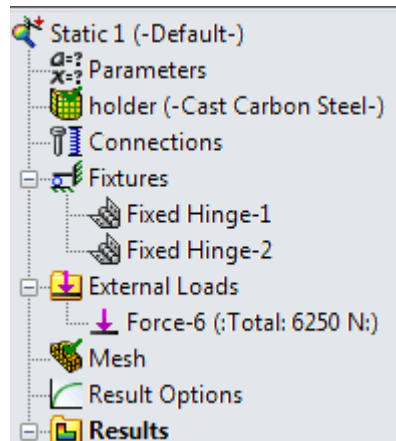 Static 1 (-Default-)
a=?
x=? Parameters
holder (-Cast Carbon Steel-)
Connections
Fixtures
Fixed Hinge-1
Fixed Hinge-2
External Loads
Force-6 (:Total: 6250 N:)
Mesh
Result Options
Results